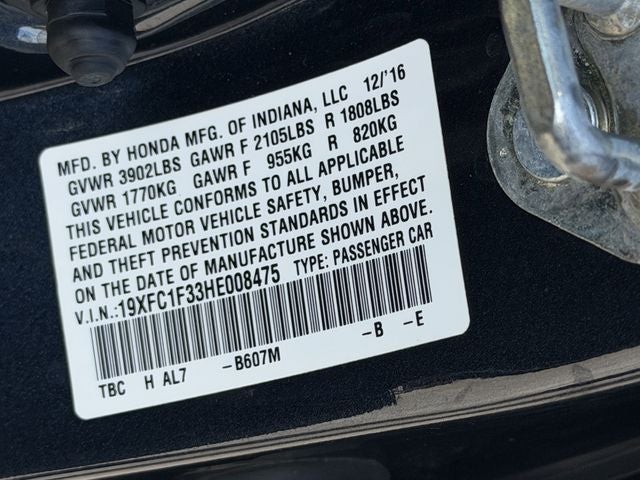 MFD. BY HONDA MFG. OF INDIANA, LLC 12/'16
GVWR 3902LBS GAWR F 2105LBS R 1808LBS
GVWR 1770KG GAWR F 955KG R 820KG
THIS VEHICLE CONFORMS TO ALL APPLICABLE
FEDERAL MOTOR VEHICLE SAFETY, BUMPER,
AND THEFT PREVENTION STANDARDS IN EFFECT
ON THE DATE OF MANUFACTURE SHOWN ABOVE.
V.I.N.:19XFC1F33HE008475 TYPE: PASSENGER CAR
TBC H AL7 -B607M -B -E